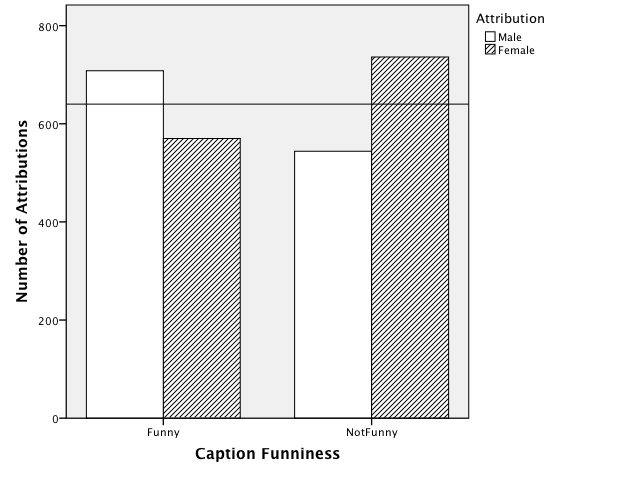 Attribution
Male
Female
800
600
400
200
0
Number of Attributions
Funny
NotFunny
Caption Funniness